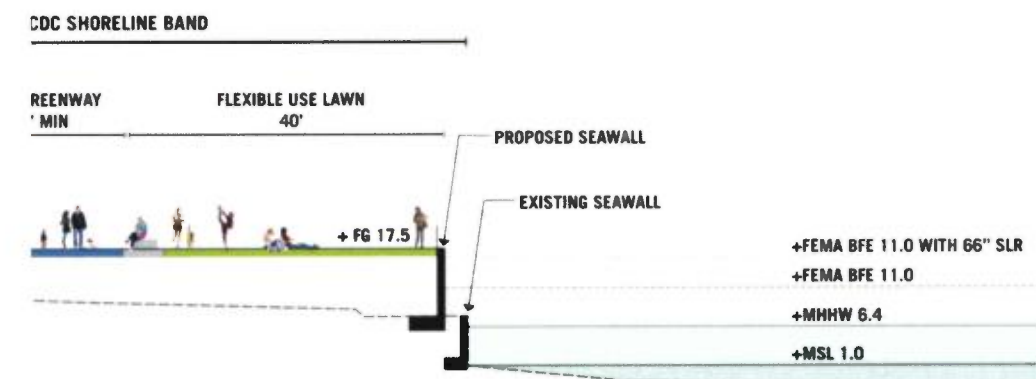 CDC SHORELINE BAND
REENWAY
' MIN
FLEXIBLE USE LAWN
40'
PROPOSED SEAWALL
EXISTING SEAWALL
+ FG 17.5
+FEMA BFE 11.0 WITH 66" SLR
+FEMA BFE 11.0
+MHHW 6.4
+MSL 1.0